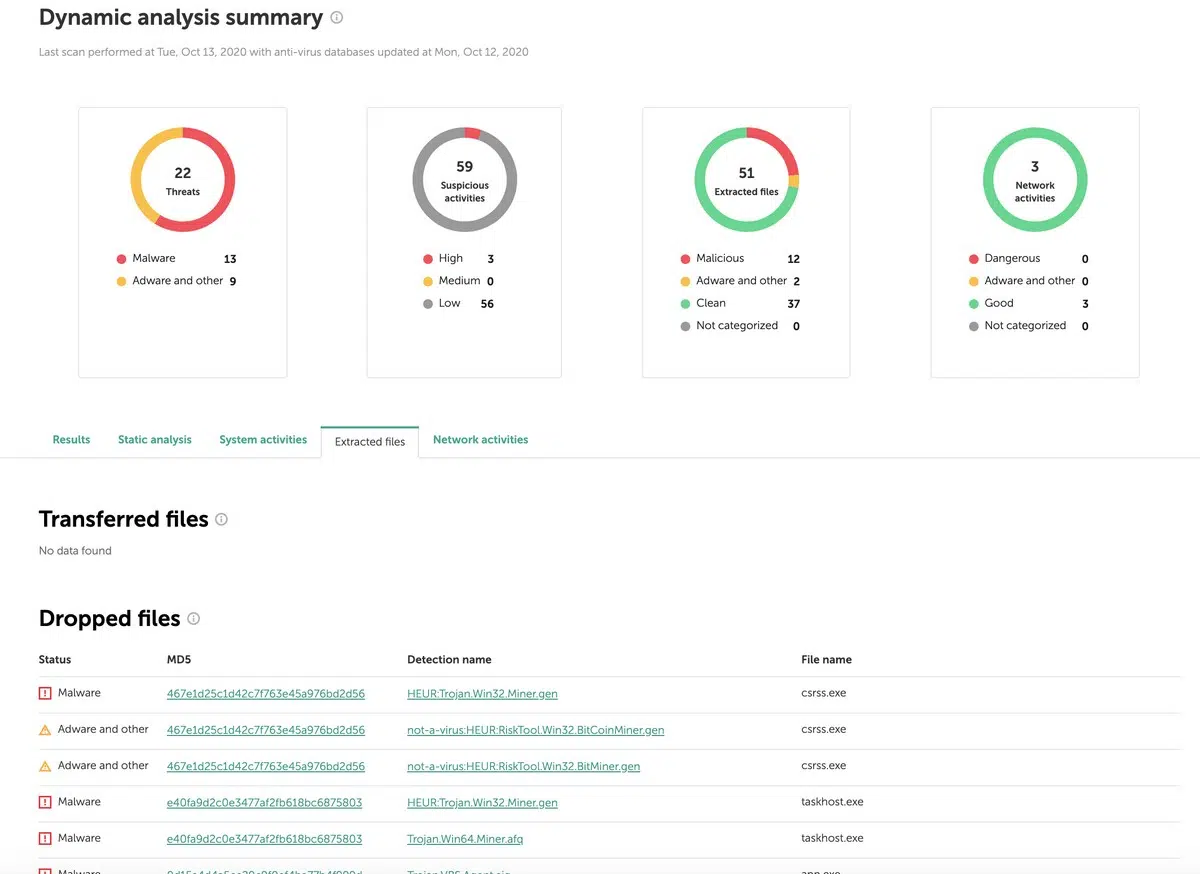 Dynamic analysis summary
Last scan performed at Tue, Oct 13, 2020 with anti-virus databases updated at Mon, Oct 12, 2020
22
Threats
Malware 13
Adware and other 9
59
Suspicious
activities
High 3
Medium 0
Low 56
51
Extracted files
Malicious 12
Adware and other 2
Clean 37
Not categorized 0
3
Network
activities
Dangerous 0
Adware and other 0
Good 3
Not categorized 0
Results Static analysis System activities Extracted files Network activities
Transferred files
No data found
Dropped files
Status MD5 Detection name File name
Malware 467e1d25c1d42c7f763e45a976bd2d56 HEUR:Trojan.Win32.Miner.gen csrss.exe
Adware and other 467e1d25c1d42c7f763e45a976bd2d56 not-a-virus:HEUR:RiskTool.Win32.BitCoinMiner.gen csrss.exe
Adware and other 467e1d25c1d42c7f763e45a976bd2d56 not-a-virus:HEUR:RiskTool.Win32.BitMiner.gen csrss.exe
Malware e40fa9d2c0e3477af2fb618bc6875803 HEUR:Trojan.Win32.Miner.gen taskhost.exe
Malware e40fa9d2c0e3477af2fb618bc6875803 Trojan.Win64.Miner.afq taskhost.exe
Malware app.exe